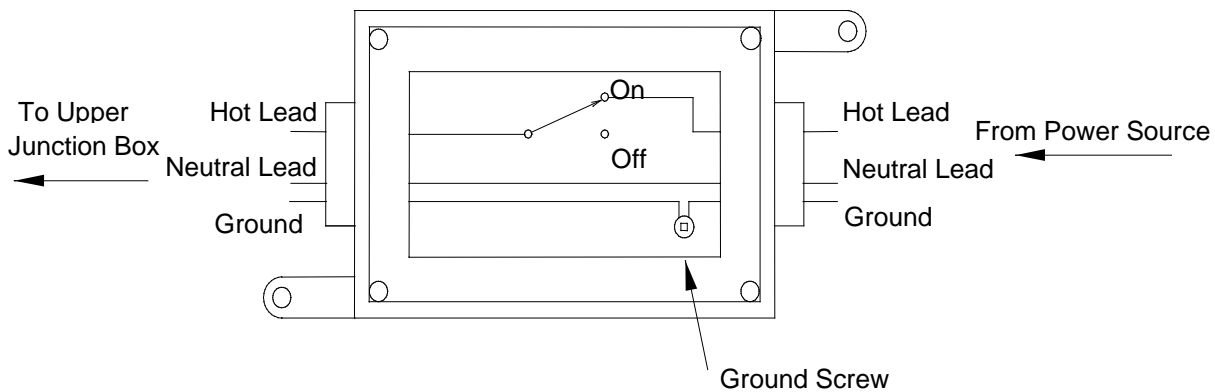 To Upper
Junction Box
Hot Lead
Neutral Lead
Ground
On
Off
Hot Lead
Neutral Lead
Ground
From Power Source
Ground Screw